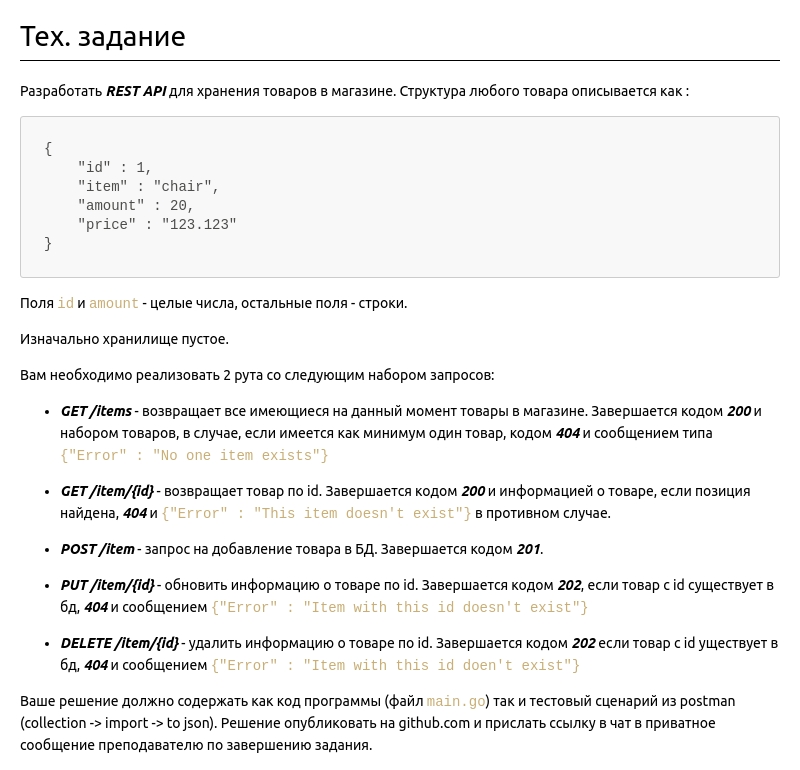 Тех. задание
Разработать REST API для хранения товаров в магазине. Структура любого товара описывается как :
{
    "id" : 1,
    "item" : "chair",
    "amount" : 20,
    "price" : "123.123"
}
Поля id и amount - целые числа, остальные поля - строки.
Изначально хранилище пустое.
Вам необходимо реализовать 2 рута со следующим набором запросов:
• GET /items - возвращает все имеющиеся на данный момент товары в магазине. Завершается кодом 200 и
набором товаров, в случае, если имеется как минимум один товар, кодом 404 и сообщением типа
{"Error" : "No one item exists"}
• GET /item/{id} - возвращает товар по id. Завершается кодом 200 и информацией о товаре, если позиция
найдена, 404 и {"Error" : "This item doesn't exist"} в противном случае.
• POST /item - запрос на добавление товара в БД. Завершается кодом 201.
• PUT /item/{id} - обновить информацию о товаре по id. Завершается кодом 202, если товар с id существует в
бд, 404 и сообщением {"Error" : "Item with this id doesn't exist"}
• DELETE /item/{id} - удалить информацию о товаре по id. Завершается кодом 202 если товар с id уществует в
бд, 404 и сообщением {"Error" : "Item with this id doen't exist"}
Ваше решение должно содержать как код программы (файл main.go) так и тестовый сценарий из postman
(collection -> import -> to json). Решение опубликовать на github.com и прислать ссылку в чат в приватное
сообщение преподавателю по завершению задания.